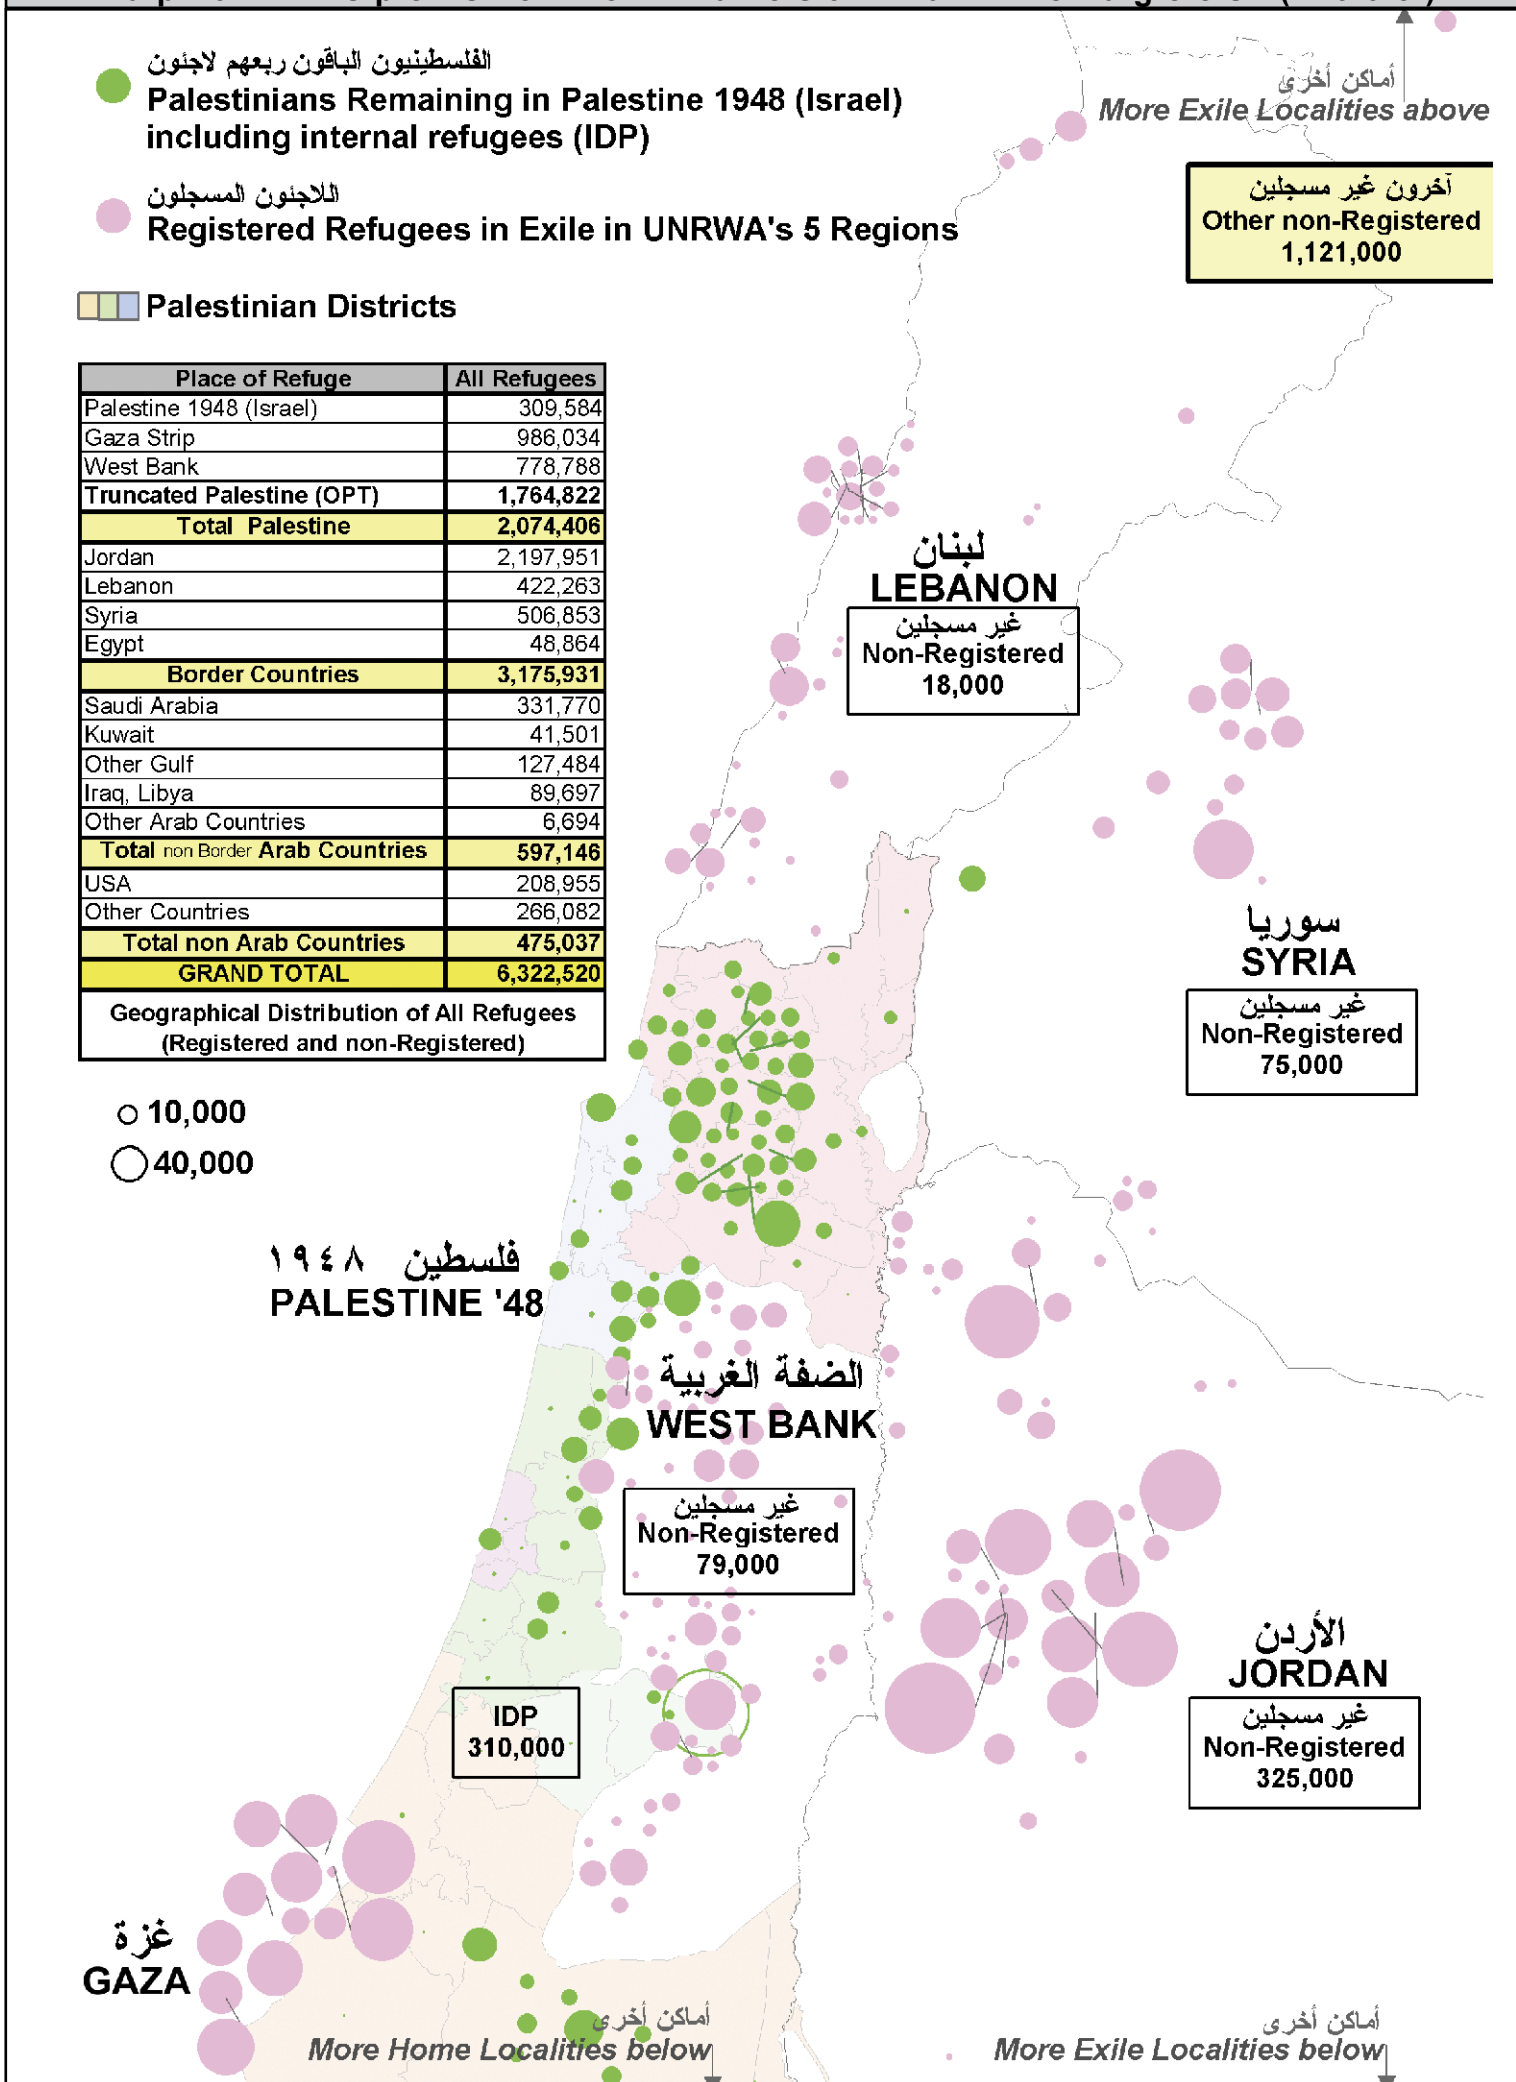 الفلسطينيون الباقون ربعهم لاجئون
Palestinians Remaining in Palestine 1948 (Israel)
including internal refugees (IDP)
اللاجئون المسجلون
Registered Refugees in Exile in UNRWA's 5 Regions
Palestinian Districts
أماكن أخرى
More Exile Localities above
آخرون غير مسجلين
Other non-Registered
1,121,000
Place of Refuge All Refugees
Palestine 1948 (Israel) 309,584
Gaza Strip 986,034
West Bank 778,788
Truncated Palestine (OPT) 1,764,822
Total Palestine 2,074,406
Jordan 2,197,951
Lebanon 422,263
Syria 506,853
Egypt 48,864
Border Countries 3,175,931
Saudi Arabia 331,770
Kuwait 41,501
Other Gulf 127,484
Iraq, Libya 89,697
Other Arab Countries 6,694
Total non Border Arab Countries 597,146
USA 208,955
Other Countries 266,082
Total non Arab Countries 475,037
GRAND TOTAL 6,322,520
Geographical Distribution of All Refugees
(Registered and non-Registered)
10,000
40,000
لبنان
LEBANON
غير مسجلين
Non-Registered
18,000
سوريا
SYRIA
غير مسجلين
Non-Registered
75,000
فلسطين ١٩٤٨
PALESTINE '48
الضفة الغربية
WEST BANK
غير مسجلين
Non-Registered
79,000
الأردن
JORDAN
غير مسجلين
Non-Registered
325,000
IDP
310,000
غزة
GAZA
أماكن أخرى
More Home Localities below
أماكن أخرى
More Exile Localities below